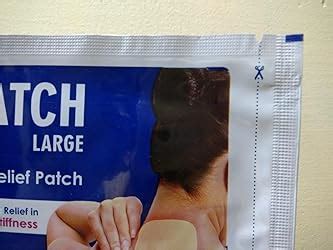 ATCH
LARGE
elief Patch
Relief in
tiffness